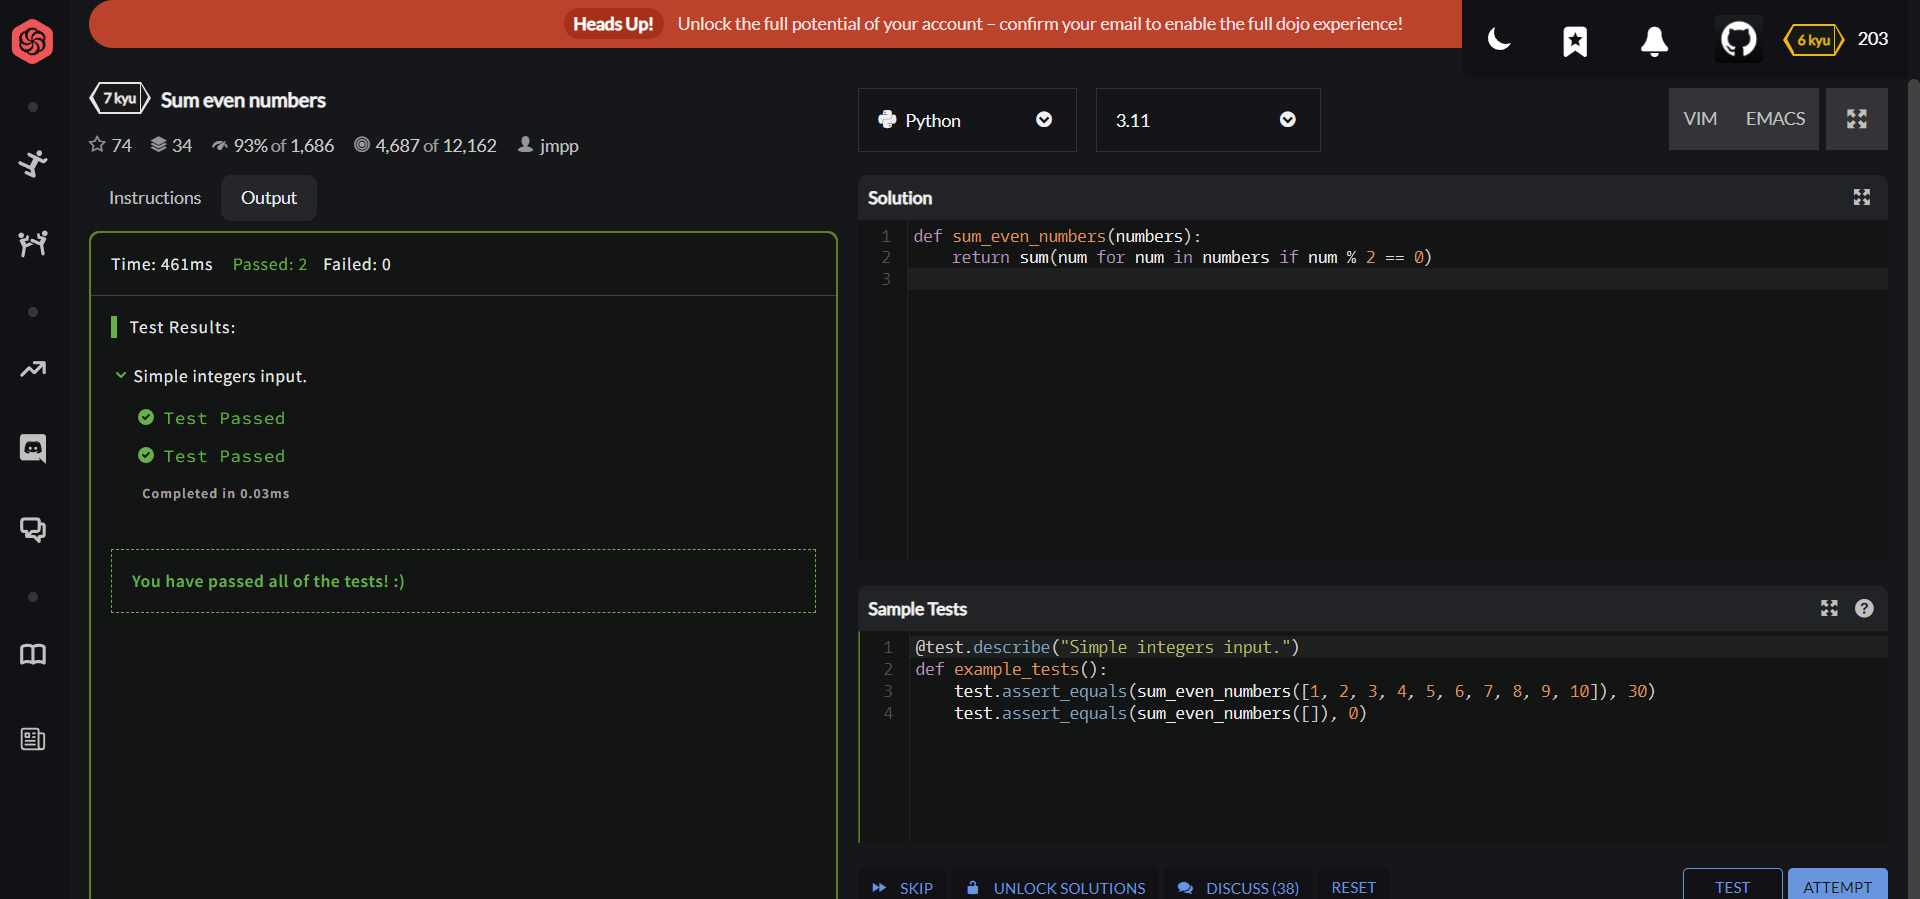 Heads Up! Unlock the full potential of your account – confirm your email to enable the full dojo experience!
6 kyu 203
7 kyu Sum even numbers
74 34 93% of 1,686 4,687 of 12,162 jmpp
Instructions Output
Time: 461ms Passed: 2 Failed: 0
Test Results:
Simple integers input.
Test Passed
Test Passed
Completed in 0.03ms
You have passed all of the tests! :)
Python 3.11 VIM EMACS
Solution
1 def sum_even_numbers(numbers):
2     return sum(num for num in numbers if num % 2 == 0)
3
Sample Tests
1 @test.describe("Simple integers input.")
2 def example_tests():
3     test.assert_equals(sum_even_numbers([1, 2, 3, 4, 5, 6, 7, 8, 9, 10]), 30)
4     test.assert_equals(sum_even_numbers([]), 0)
SKIP UNLOCK SOLUTIONS DISCUSS (38) RESET TEST ATTEMPT